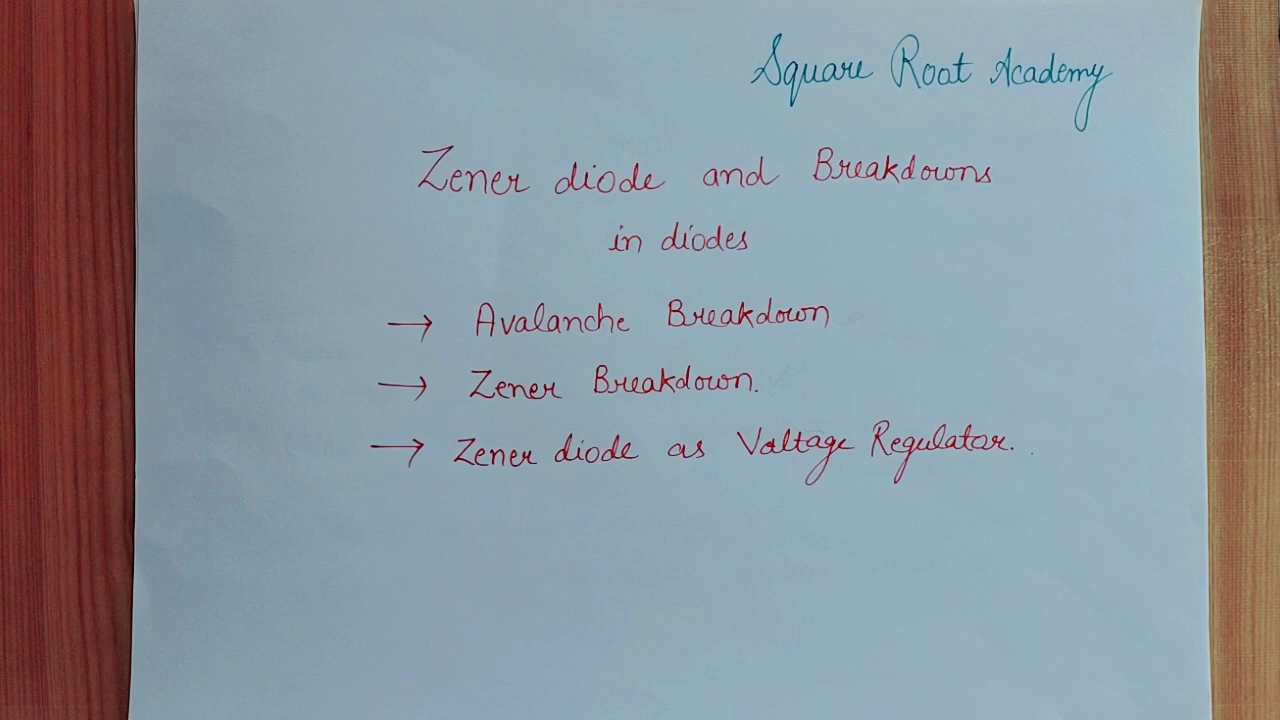 Square Root Academy
Zener diode and Breakdowns
in diodes
→ Avalanche Breakdown
→ Zener Breakdown.
→ Zener diode as Voltage Regulator.